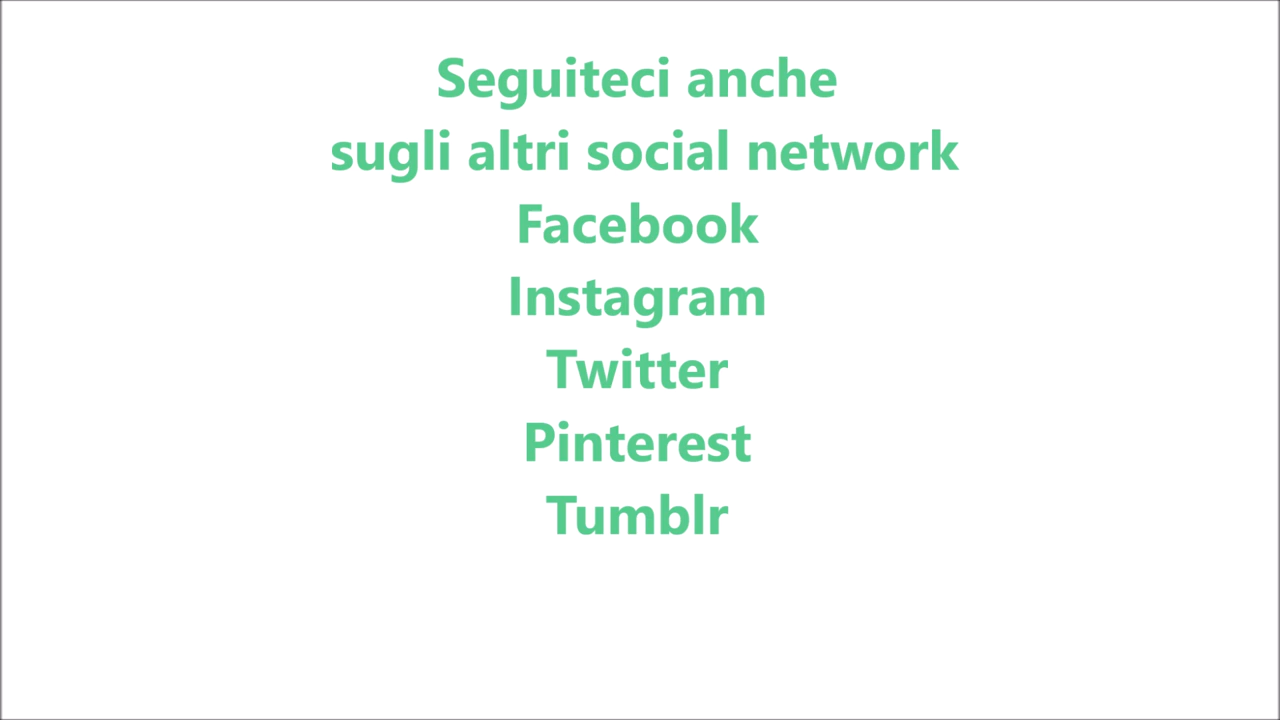 Seguiteci anche
sugli altri social network
Facebook
Instagram
Twitter
Pinterest
Tumblr